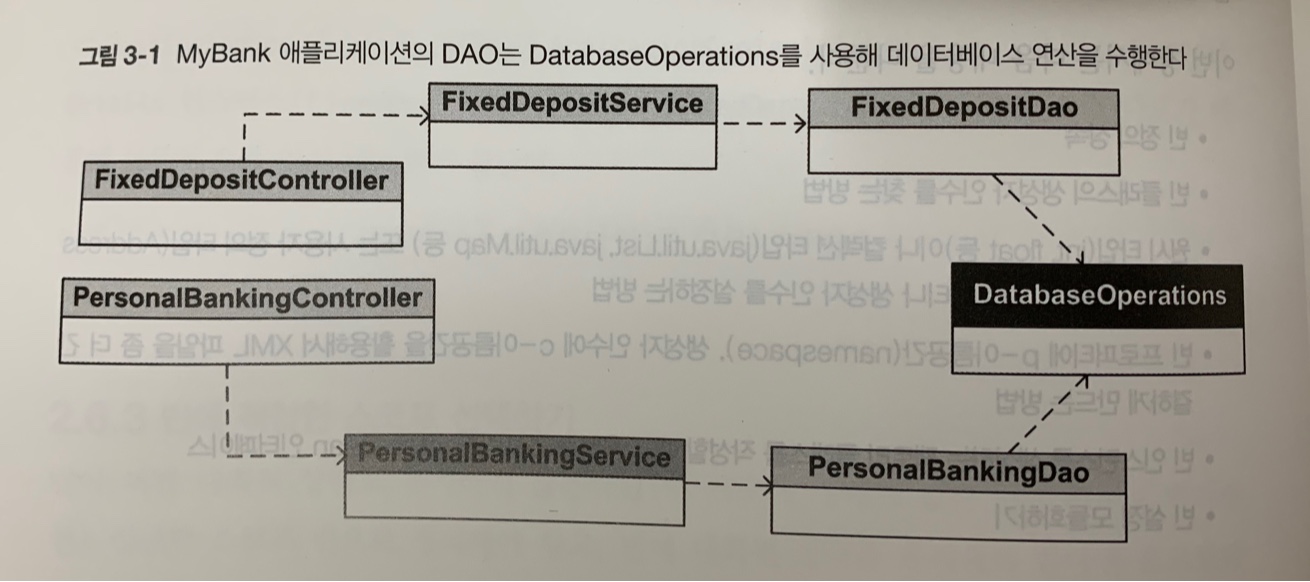 그림 3-1 MyBank 애플리케이션의 DAO는 DatabaseOperations를 사용해 데이터베이스 연산을 수행한다
FixedDepositService
FixedDepositDao
FixedDepositController
DatabaseOperations
PersonalBankingController
PersonalBankingService
PersonalBankingDao